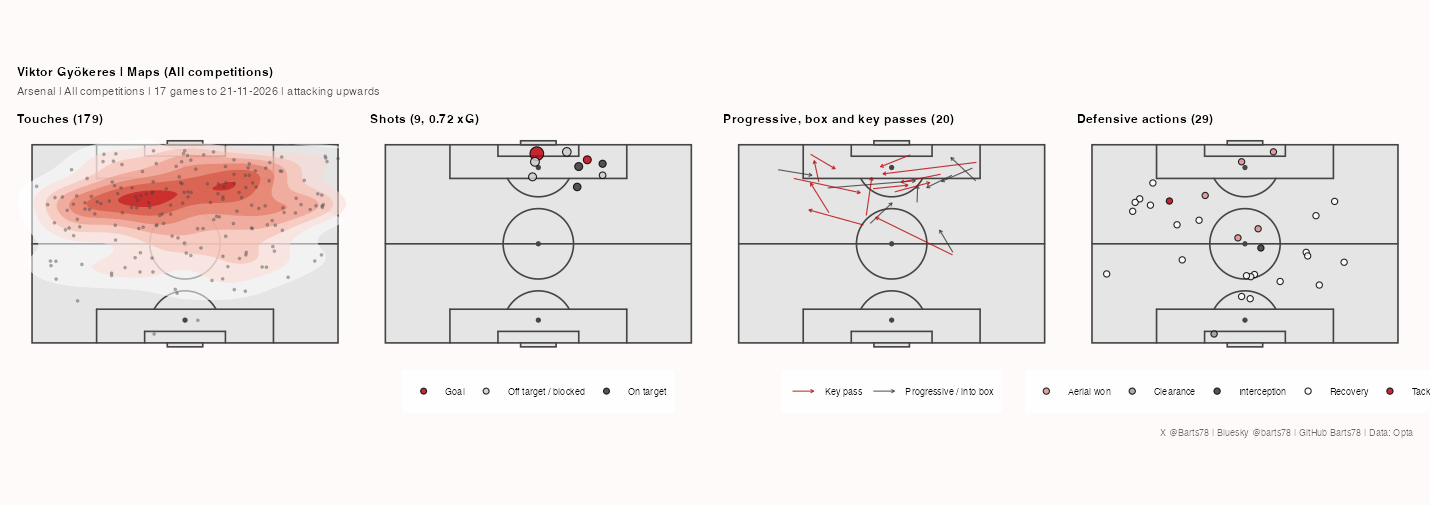 Viktor Gyökeres | Maps (All competitions)
Arsenal | All competitions | 17 games to 21-11-2026 | attacking upwards
Touches (179)
Shots (9, 0.72 xG)
Progressive, box and key passes (20)
Defensive actions (29)
Goal Off target / blocked On target
Key pass Progressive / into box
Aerial won Clearance Interception Recovery Tack
X @Barts78 | Bluesky @barts78 | GitHub Barts78 | Data: Opta